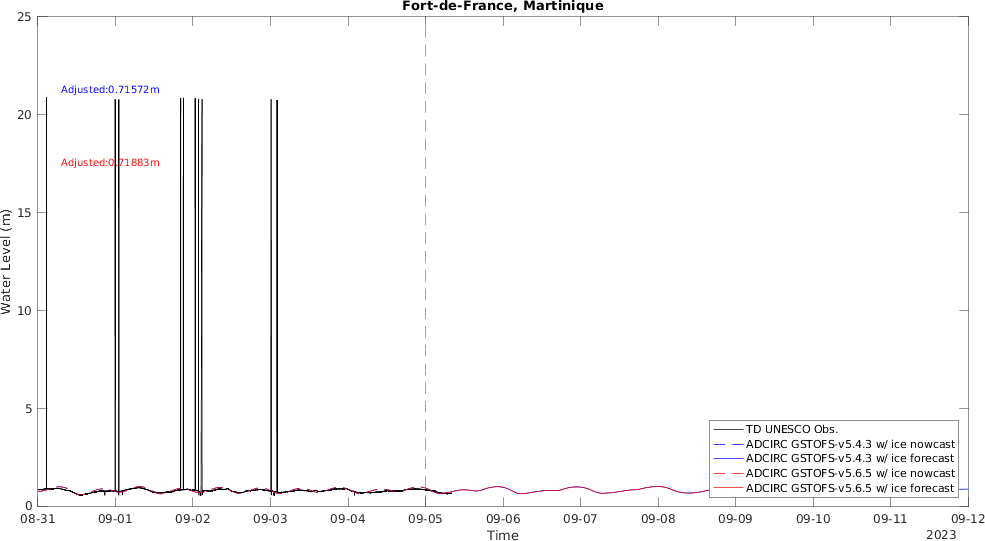 Fort-de-France, Martinique
25
20
15
10
5
0
Water Level (m)
Adjusted:0.71572m
Adjusted:0.71883m
TD UNESCO Obs.
ADCIRC GSTOFS-v5.4.3 w/ ice nowcast
ADCIRC GSTOFS-v5.4.3 w/ ice forecast
ADCIRC GSTOFS-v5.6.5 w/ ice nowcast
ADCIRC GSTOFS-v5.6.5 w/ ice forecast
08-31 09-01 09-02 09-03 09-04 09-05 09-06 09-07 09-08 09-09 09-10 09-11 09-12
Time
2023